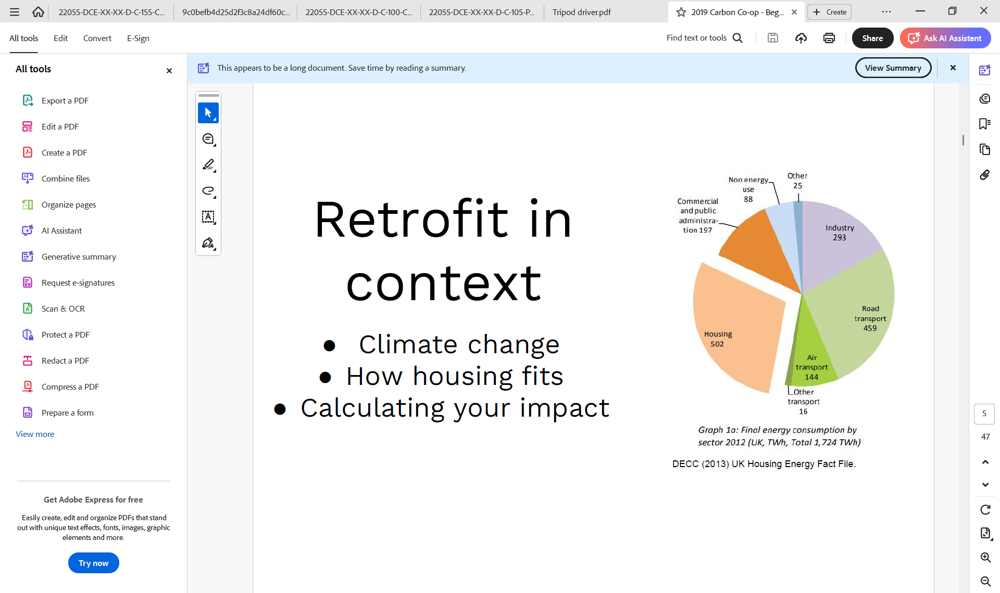 22055-DCE-XX-XX-D-C-155-C...
9c0befb4d25d2f3c8a24df60c...
22055-DCE-XX-XX-D-C-100-C...
22055-DCE-XX-XX-D-C-105-P...
Tripod driver.pdf
2019 Carbon Co-op - Beg...
Create
All tools
Edit
Convert
E-Sign
Find text or tools
Share
Ask AI Assistant
All tools
Export a PDF
Edit a PDF
Create a PDF
Combine files
Organize pages
AI Assistant
Generative summary
Request e-signatures
Scan & OCR
Protect a PDF
Redact a PDF
Compress a PDF
Prepare a form
View more
Get Adobe Express for free
Easily create, edit and organize PDFs that stand
out with unique text effects, fonts, images, graphic
elements and more.
Try now
This appears to be a long document. Save time by reading a summary.
View Summary
Retrofit in
context
● Climate change
● How housing fits
● Calculating your impact
Other
25
Non energy
use
88
Commercial
and public
administra-
tion 197
Industry
293
Road
transport
459
Housing
502
Air
transport
144
Other
transport
16
Graph 1a: Final energy consumption by
sector 2012 (UK, TWh, Total 1,724 TWh)
DECC (2013) UK Housing Energy Fact File.
5
47